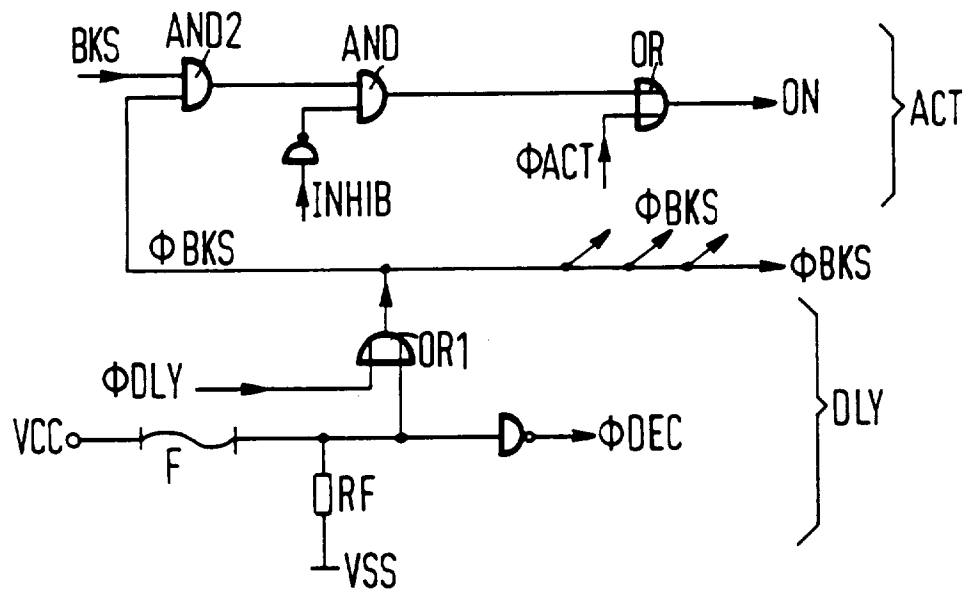 BKS
AND2
AND
OR
ON
ACT
ΦACT
INHIB
ΦBKS
ΦBKS
ΦBKS
OR1
ΦDLY
DLY
VCC
F
ΦDEC
RF
VSS